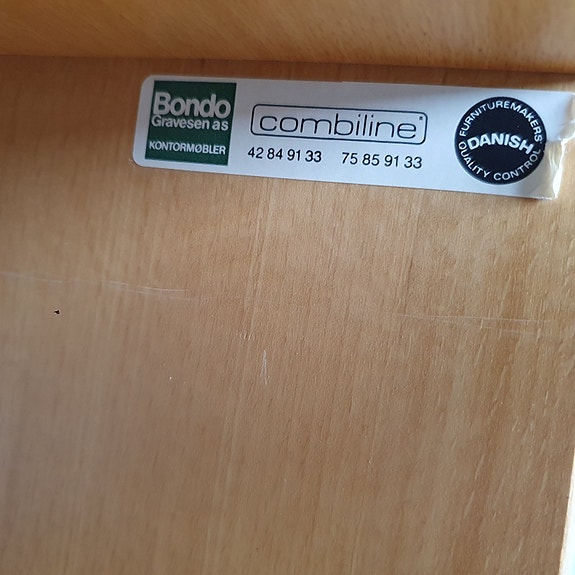 Bondo
Gravesen as
KONTORMØBLER
combiline
42 84 91 33 75 85 91 33
FURNITUREMAKERS
DANISH
QUALITY CONTROL